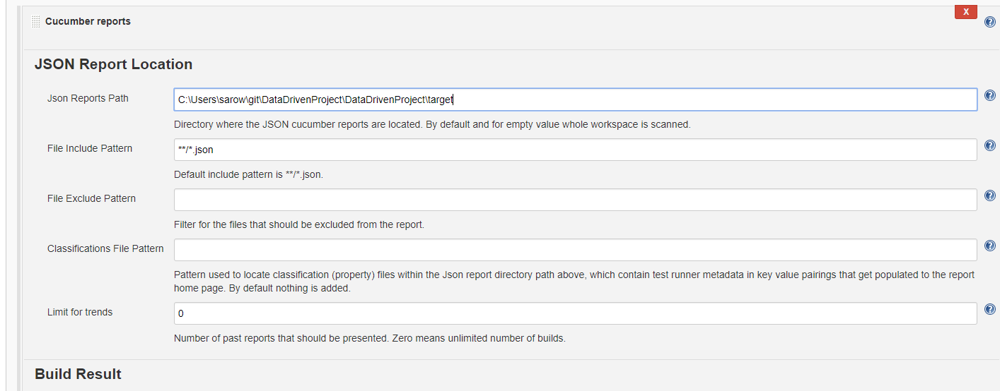 Cucumber reports
X
?
JSON Report Location
Json Reports Path
C:\Users\sarow\git\DataDrivenProject\DataDrivenProject\target
?
Directory where the JSON cucumber reports are located. By default and for empty value whole workspace is scanned.
File Include Pattern
**/*.json
?
Default include pattern is **/*.json.
File Exclude Pattern
?
Filter for the files that should be excluded from the report.
Classifications File Pattern
?
Pattern used to locate classification (property) files within the Json report directory path above, which contain test runner metadata in key value pairings that get populated to the report
home page. By default nothing is added.
Limit for trends
0
?
Number of past reports that should be presented. Zero means unlimited number of builds.
Build Result